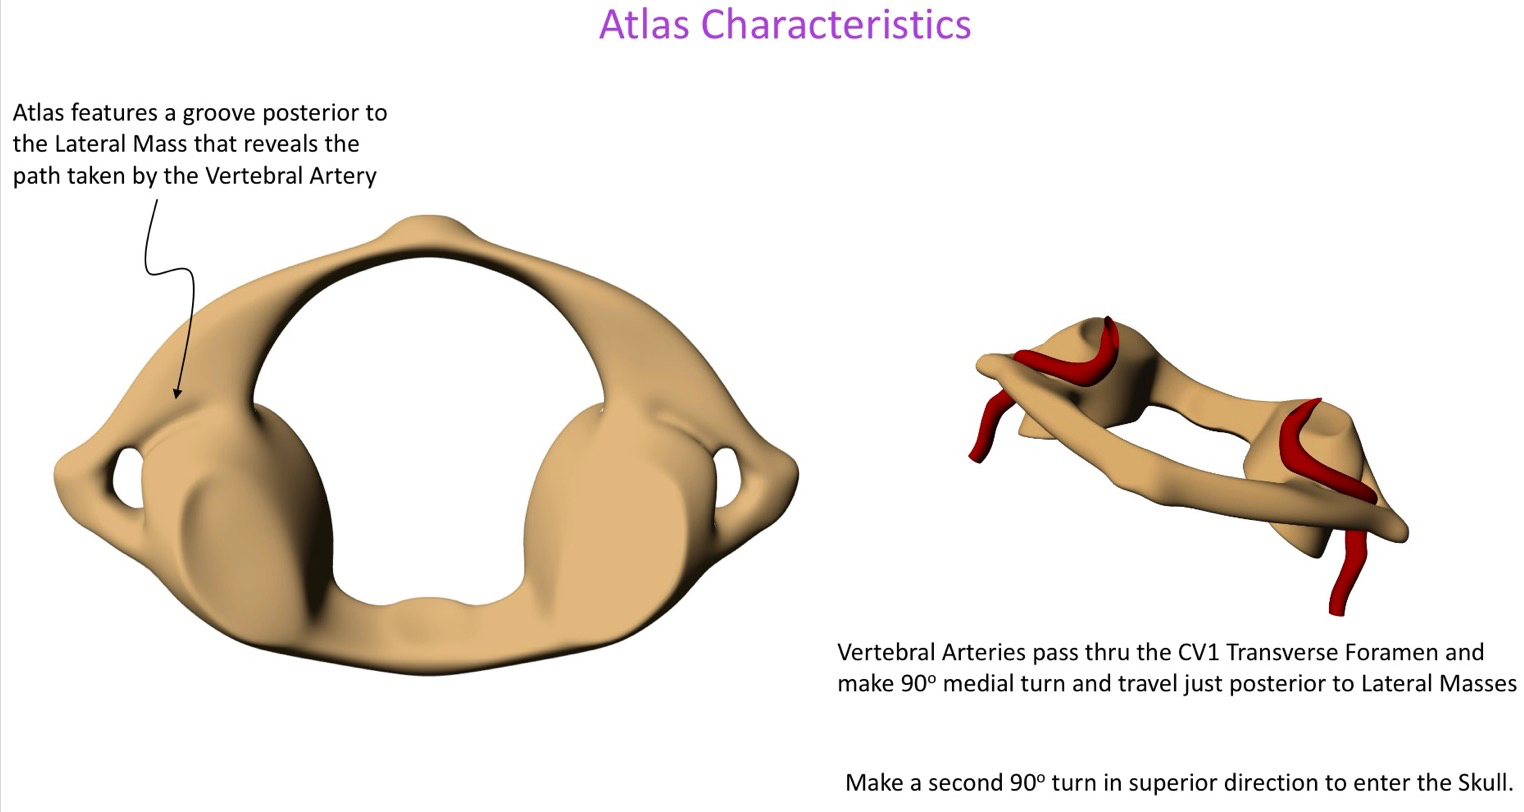 Atlas Characteristics
Atlas features a groove posterior to
the Lateral Mass that reveals the
path taken by the Vertebral Artery
Vertebral Arteries pass thru the CV1 Transverse Foramen and
make 90º medial turn and travel just posterior to Lateral Masses
Make a second 90º turn in superior direction to enter the Skull.